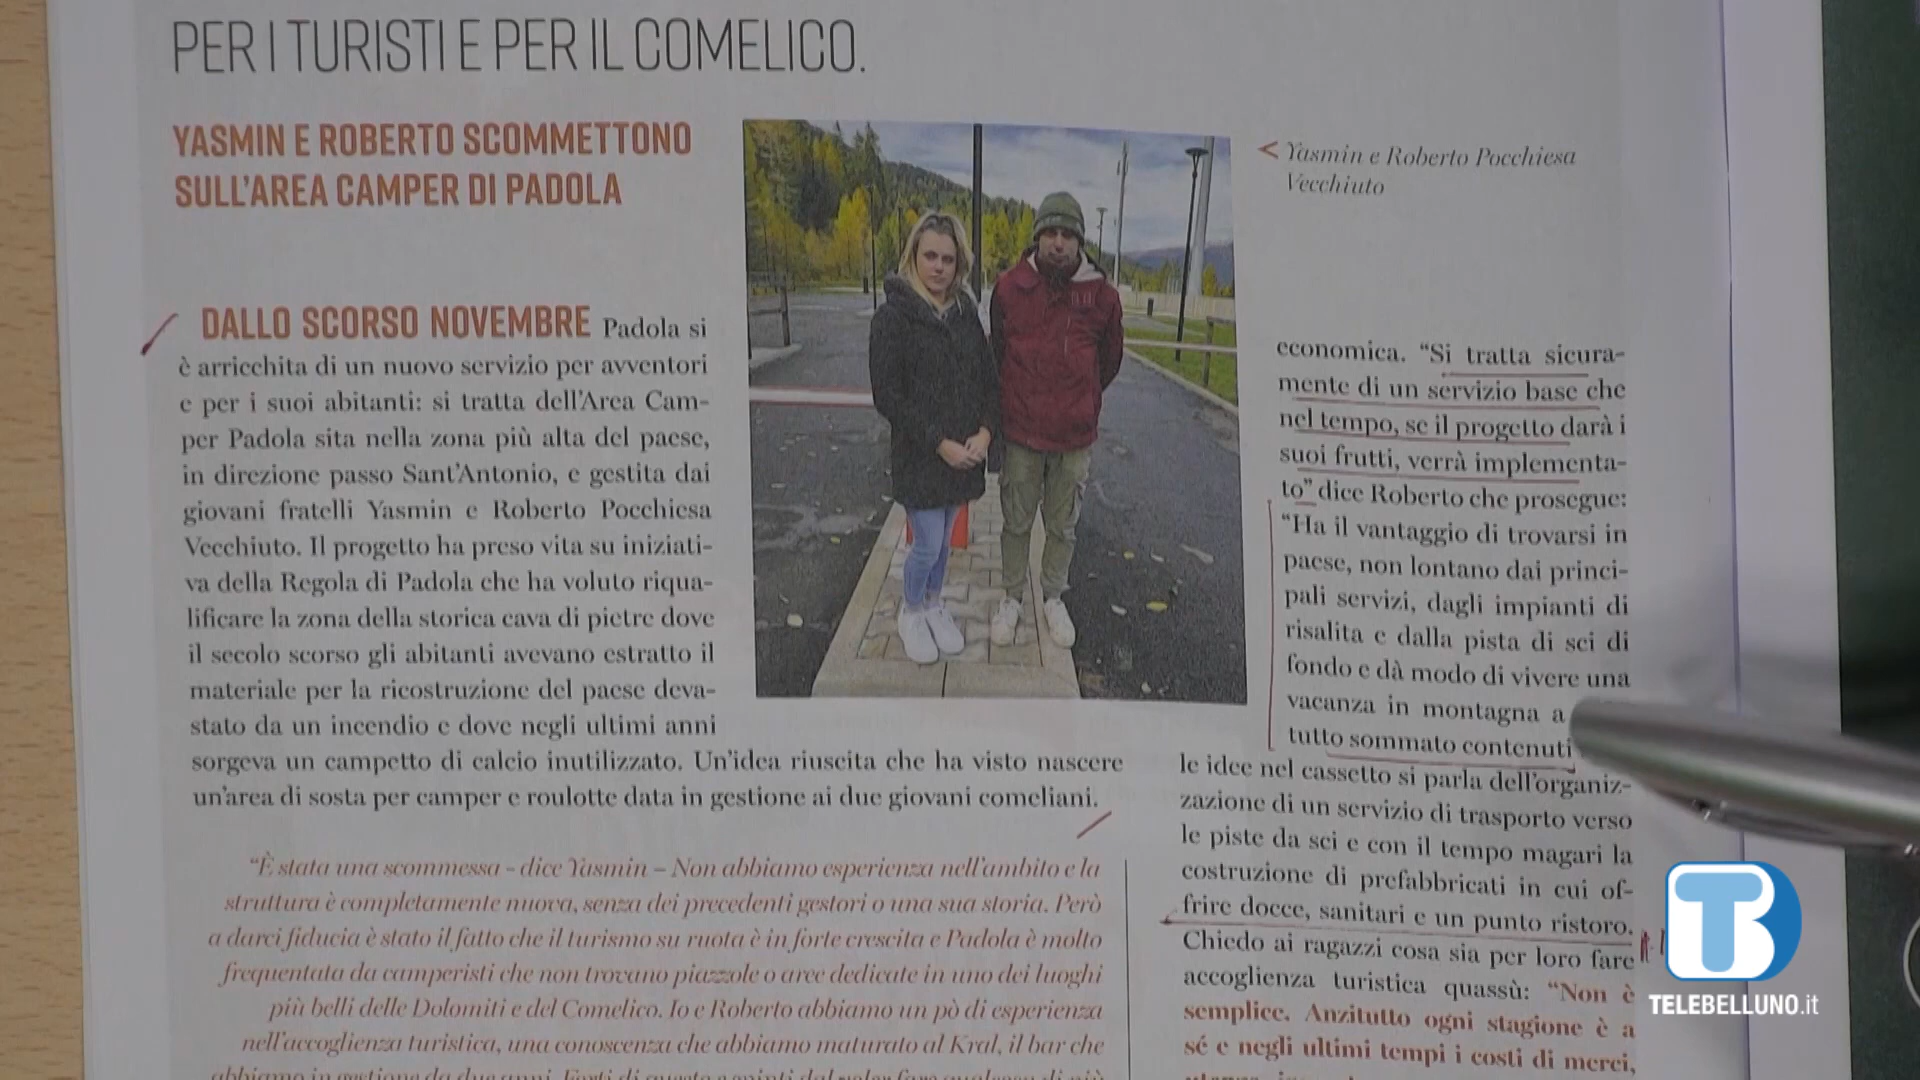 PER I TURISTI E PER IL COMELICO.
YASMIN E ROBERTO SCOMMETTONO
SULL'AREA CAMPER DI PADOLA
DALLO SCORSO NOVEMBRE Padola si
è arricchita di un nuovo servizio per avventori
e per i suoi abitanti: si tratta dell'Area Cam-
per Padola sita nella zona più alta del paese,
in direzione passo Sant'Antonio, e gestita dai
giovani fratelli Yasmin e Roberto Pocchiesa
Vecchiuto. Il progetto ha preso vita su iniziati-
va della Regola di Padola che ha voluto riqua-
lificare la zona della storica cava di pietre dove
il secolo scorso gli abitanti avevano estratto il
materiale per la ricostruzione del paese deva-
stato da un incendio e dove negli ultimi anni
sorgeva un campetto di calcio inutilizzato. Un'idea riuscita che ha visto nascere
un'area di sosta per camper e roulotte data in gestione ai due giovani comeliani.
"È stata una scommessa - dice Yasmin – Non abbiamo esperienza nell'ambito e la
struttura è completamente nuova, senza dei precedenti gestori o una sua storia. Però
a darci fiducia è stato il fatto che il turismo su ruota è in forte crescita e Padola è molto
frequentata da camperisti che non trovano piazzole o aree dedicate in uno dei luoghi
più belli delle Dolomiti e del Comelico. Io e Roberto abbiamo un pò di esperienza
nell'accoglienza turistica, una conoscenza che abbiamo maturato al Kral, il bar che
abbiamo in gestione da due anni.
< Yasmin e Roberto Pocchiesa
Vecchiuto
economica. "Si tratta sicura-
mente di un servizio base che
nel tempo, se il progetto darà i
suoi frutti, verrà implementa-
to" dice Roberto che prosegue:
"Ha il vantaggio di trovarsi in
paese, non lontano dai princi-
pali servizi, dagli impianti di
risalita e dalla pista di sci di
fondo e dà modo di vivere una
vacanza in montagna a
tutto sommato contenuti
le idee nel cassetto si parla dell'organiz-
zazione di un servizio di trasporto verso
le piste da sci e con il tempo magari la
costruzione di prefabbricati in cui of-
frire docce, sanitari e un punto ristoro.
Chiedo ai ragazzi cosa sia per loro fare
accoglienza turistica quassù: "Non è
semplice. Anzitutto ogni stagione è a
sé e negli ultimi tempi i costi di merci,
TB
TELEBELLUNO.it